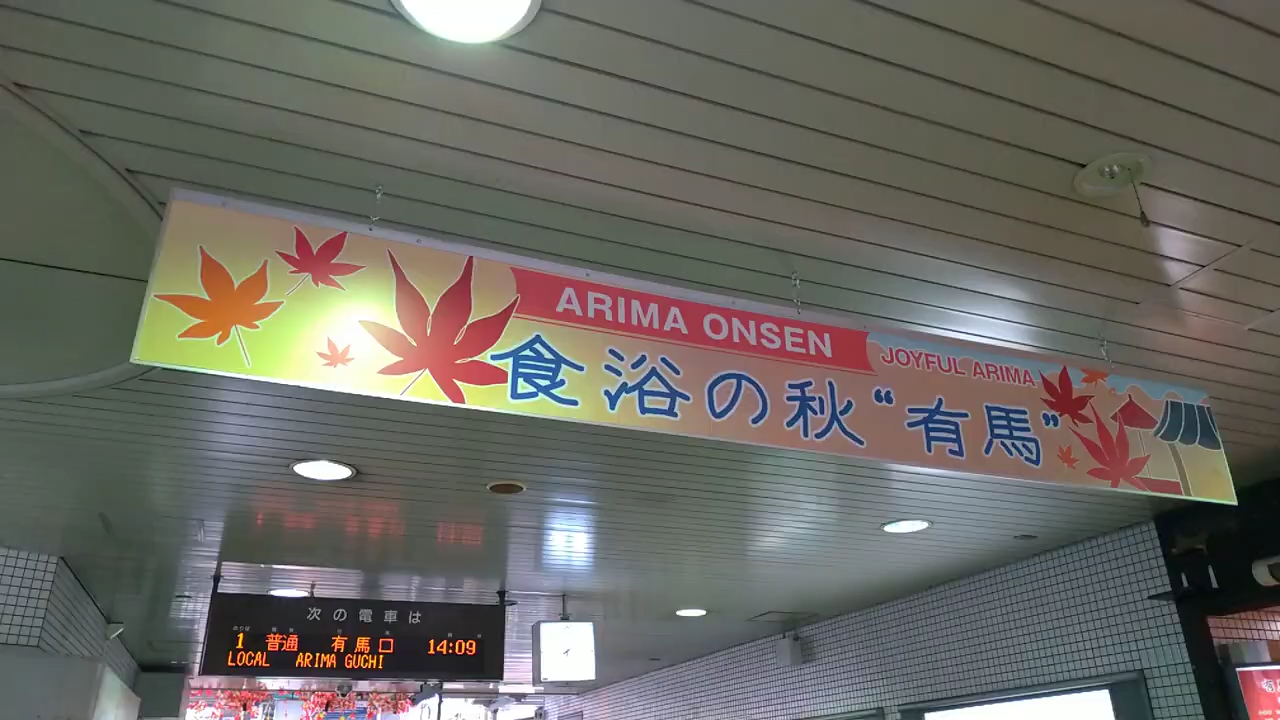 ARIMA ONSEN
JOYFUL ARIMA
食浴の秋“有馬”
次の電車は
1 普通 有馬口 14:09
LOCAL ARIMA GUCHI